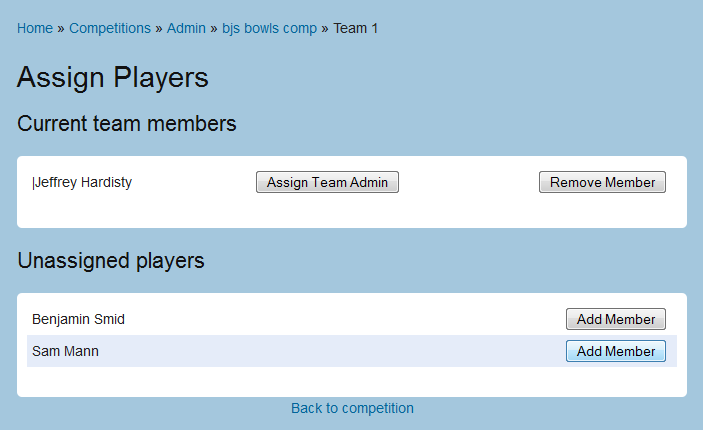 Home » Competitions » Admin » bjs bowls comp » Team 1
Assign Players
Current team members
|Jeffrey Hardisty Assign Team Admin Remove Member
Unassigned players
Benjamin Smid Add Member
Sam Mann Add Member
Back to competition